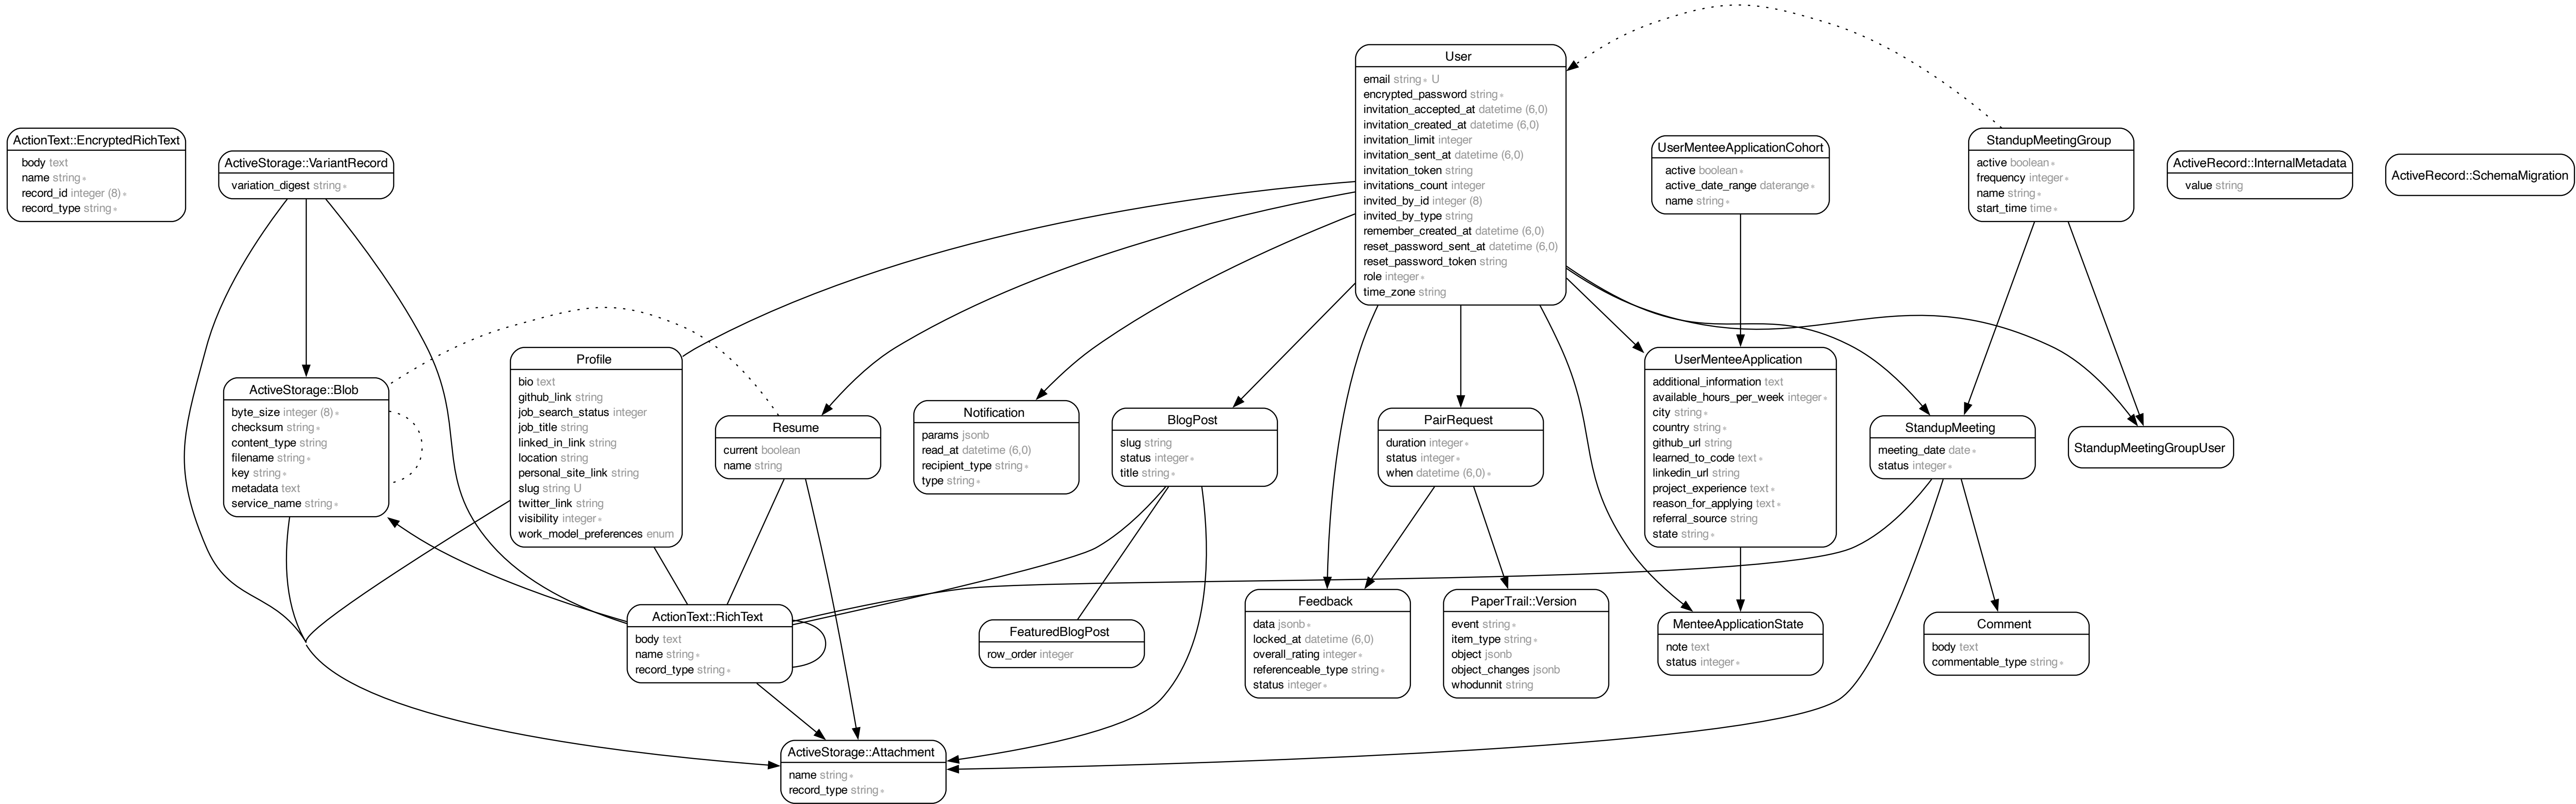 User
email string∗ U
encrypted_password string∗
invitation_accepted_at datetime (6,0)
invitation_created_at datetime (6,0)
invitation_limit integer
invitation_sent_at datetime (6,0)
invitation_token string
invitations_count integer
invited_by_id integer (8)
invited_by_type string
remember_created_at datetime (6,0)
reset_password_sent_at datetime (6,0)
reset_password_token string
role integer∗
time_zone string
ActionText::EncryptedRichText
body text
name string∗
record_id integer (8)∗
record_type string∗
ActiveStorage::VariantRecord
variation_digest string∗
UserMenteeApplicationCohort
active boolean∗
active_date_range daterange∗
name string∗
StandupMeetingGroup
active boolean∗
frequency integer∗
name string∗
start_time time∗
ActiveRecord::InternalMetadata
value string
ActiveRecord::SchemaMigration
ActiveStorage::Blob
byte_size integer (8)∗
checksum string∗
content_type string
filename string∗
key string∗
metadata text
service_name string∗
Profile
bio text
github_link string
job_search_status integer
job_title string
linked_in_link string
location string
personal_site_link string
slug string U
twitter_link string
visibility integer∗
work_model_preferences enum
Resume
current boolean
name string
Notification
params jsonb
read_at datetime (6,0)
recipient_type string∗
type string∗
BlogPost
slug string
status integer∗
title string∗
PairRequest
duration integer∗
status integer∗
when datetime (6,0)∗
UserMenteeApplication
additional_information text
available_hours_per_week integer∗
city string∗
country string∗
github_url string
learned_to_code text∗
linkedin_url string
project_experience text∗
reason_for_applying text∗
referral_source string
state string∗
StandupMeeting
meeting_date date∗
status integer∗
StandupMeetingGroupUser
ActionText::RichText
body text
name string∗
record_type string∗
FeaturedBlogPost
row_order integer
Feedback
data jsonb∗
locked_at datetime (6,0)
overall_rating integer∗
referenceable_type string∗
status integer∗
PaperTrail::Version
event string∗
item_type string∗
object jsonb
object_changes jsonb
whodunnit string
MenteeApplicationState
note text
status integer∗
Comment
body text
commentable_type string∗
ActiveStorage::Attachment
name string∗
record_type string∗